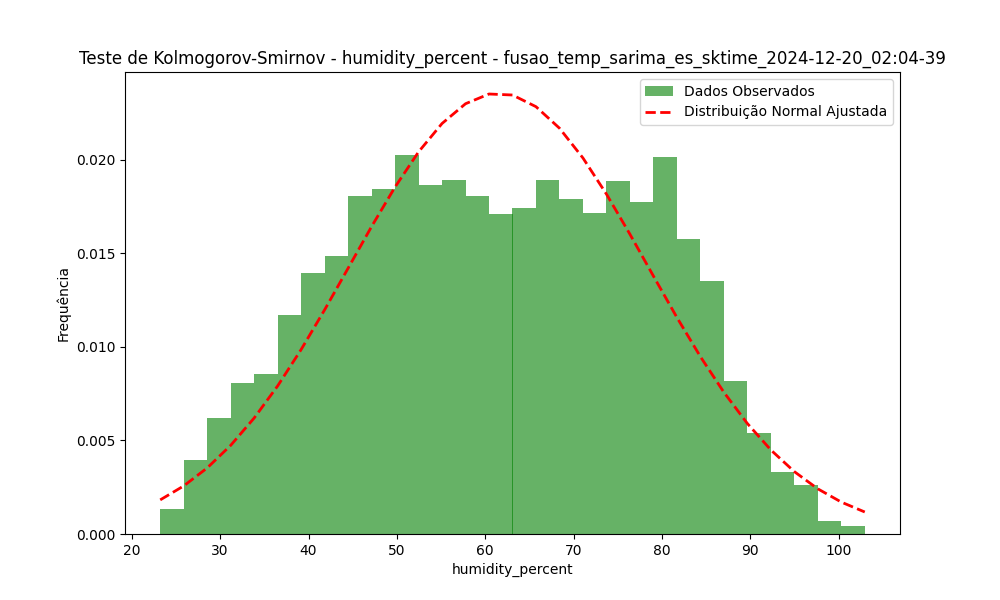 Teste de Kolmogorov-Smirnov - humidity_percent - fusao_temp_sarima_es_sktime_2024-12-20_02:04-39
Dados Observados
Distribuição Normal Ajustada
Frequência
0.020
0.015
0.010
0.005
0.000
20 30 40 50 60 70 80 90 100
humidity_percent